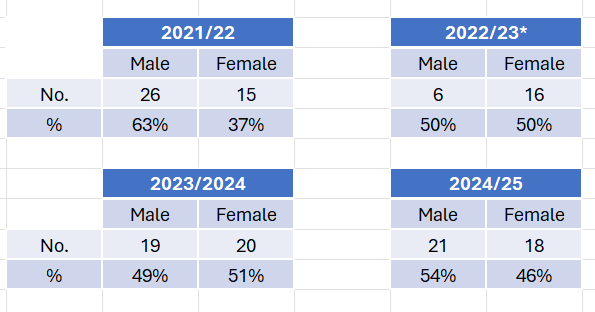 2021/22 2022/23*
Male Female Male Female
No. 26 15 6 16
% 63% 37% 50% 50%
2023/2024 2024/25
Male Female Male Female
No. 19 20 21 18
% 49% 51% 54% 46%